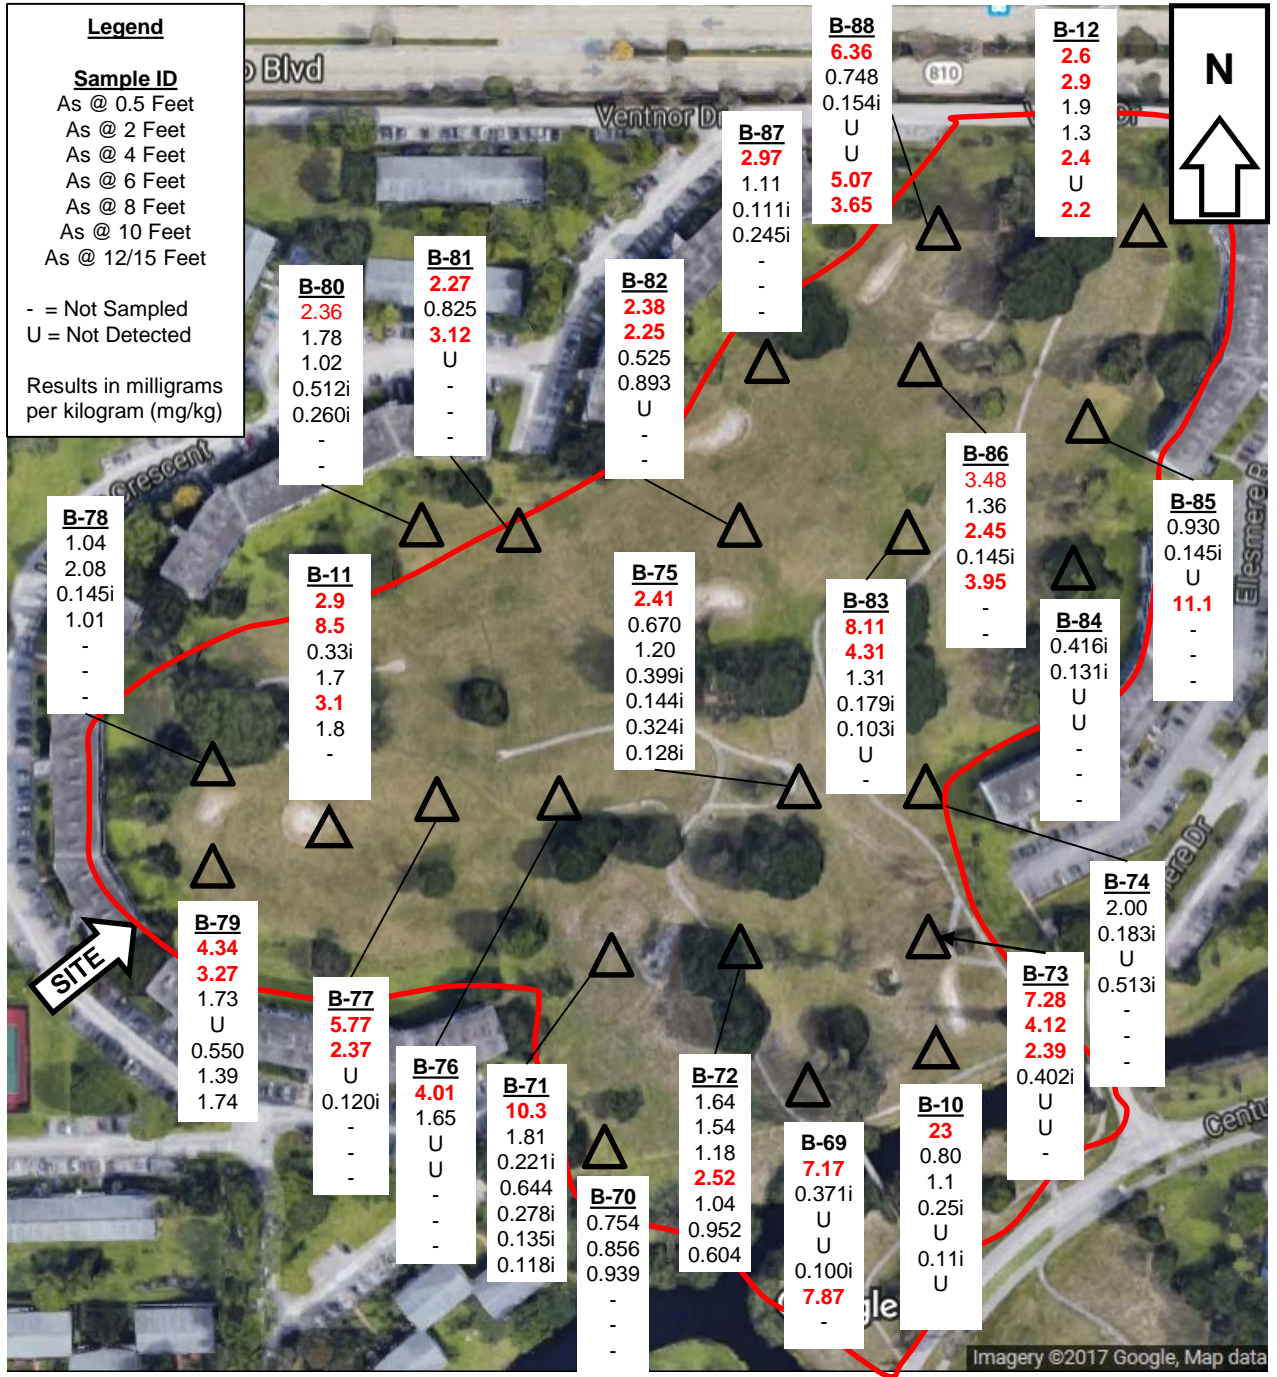 Legend
Sample ID
As @ 0.5 Feet
As @ 2 Feet
As @ 4 Feet
As @ 6 Feet
As @ 8 Feet
As @ 10 Feet
As @ 12/15 Feet
- = Not Sampled
U = Not Detected
Results in milligrams
per kilogram (mg/kg)
Blvd
810
Ventnor Dr
N
B-88
6.36
0.748
0.154i
U
U
5.07
3.65
B-12
2.6
2.9
1.9
1.3
2.4
U
2.2
B-87
2.97
1.11
0.111i
0.245i
-
-
-
B-81
2.27
0.825
3.12
U
-
-
-
B-80
2.36
1.78
1.02
0.512i
0.260i
-
-
B-82
2.38
2.25
0.525
0.893
U
-
-
B-86
3.48
1.36
2.45
0.145i
3.95
-
-
B-85
0.930
0.145i
U
11.1
-
-
-
Crescent
B-78
1.04
2.08
0.145i
1.01
-
-
-
B-11
2.9
8.5
0.33i
1.7
3.1
1.8
-
B-75
2.41
0.670
1.20
0.399i
0.144i
0.324i
0.128i
B-83
8.11
4.31
1.31
0.179i
0.103i
U
-
B-84
0.416i
0.131i
U
U
-
-
-
B-74
2.00
0.183i
U
0.513i
-
-
-
SITE
B-79
4.34
3.27
1.73
U
0.550
1.39
1.74
B-77
5.77
2.37
U
0.120i
-
-
-
B-76
4.01
1.65
U
U
-
-
-
B-71
10.3
1.81
0.221i
0.644
0.278i
0.135i
0.118i
B-70
0.754
0.856
0.939
-
-
-
B-72
1.64
1.54
1.18
2.52
1.04
0.952
0.604
B-69
7.17
0.371i
U
U
0.100i
7.87
-
B-10
23
0.80
1.1
0.25i
U
0.11i
U
B-73
7.28
4.12
2.39
0.402i
U
U
-
Imagery ©2017 Google, Map data